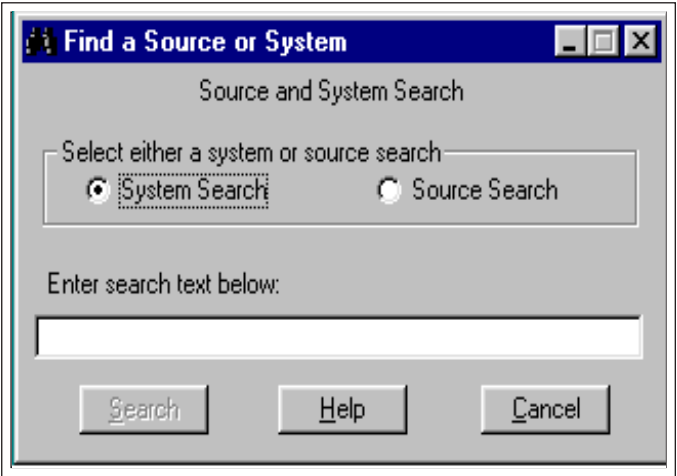 Find a Source or System
Source and System Search
Select either a system or source search
System Search Source Search
Enter search text below:
Search Help Cancel